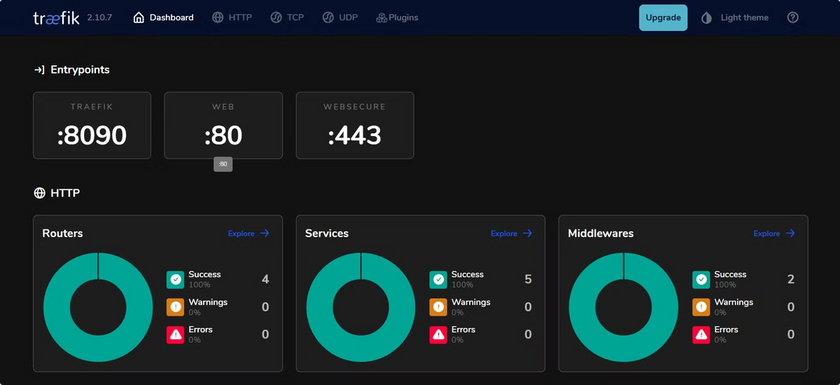 træfik 2.10.7 Dashboard HTTP TCP UDP Plugins Upgrade Light theme
Entrypoints
TRAEFIK WEB WEBSECURE
:8090 :80 :443
:80
HTTP
Routers Explore
Success 4
100%
Warnings 0
0%
Errors 0
0%
Services Explore
Success 5
100%
Warnings 0
0%
Errors 0
0%
Middlewares Explore
Success 2
100%
Warnings 0
0%
Errors 0
0%